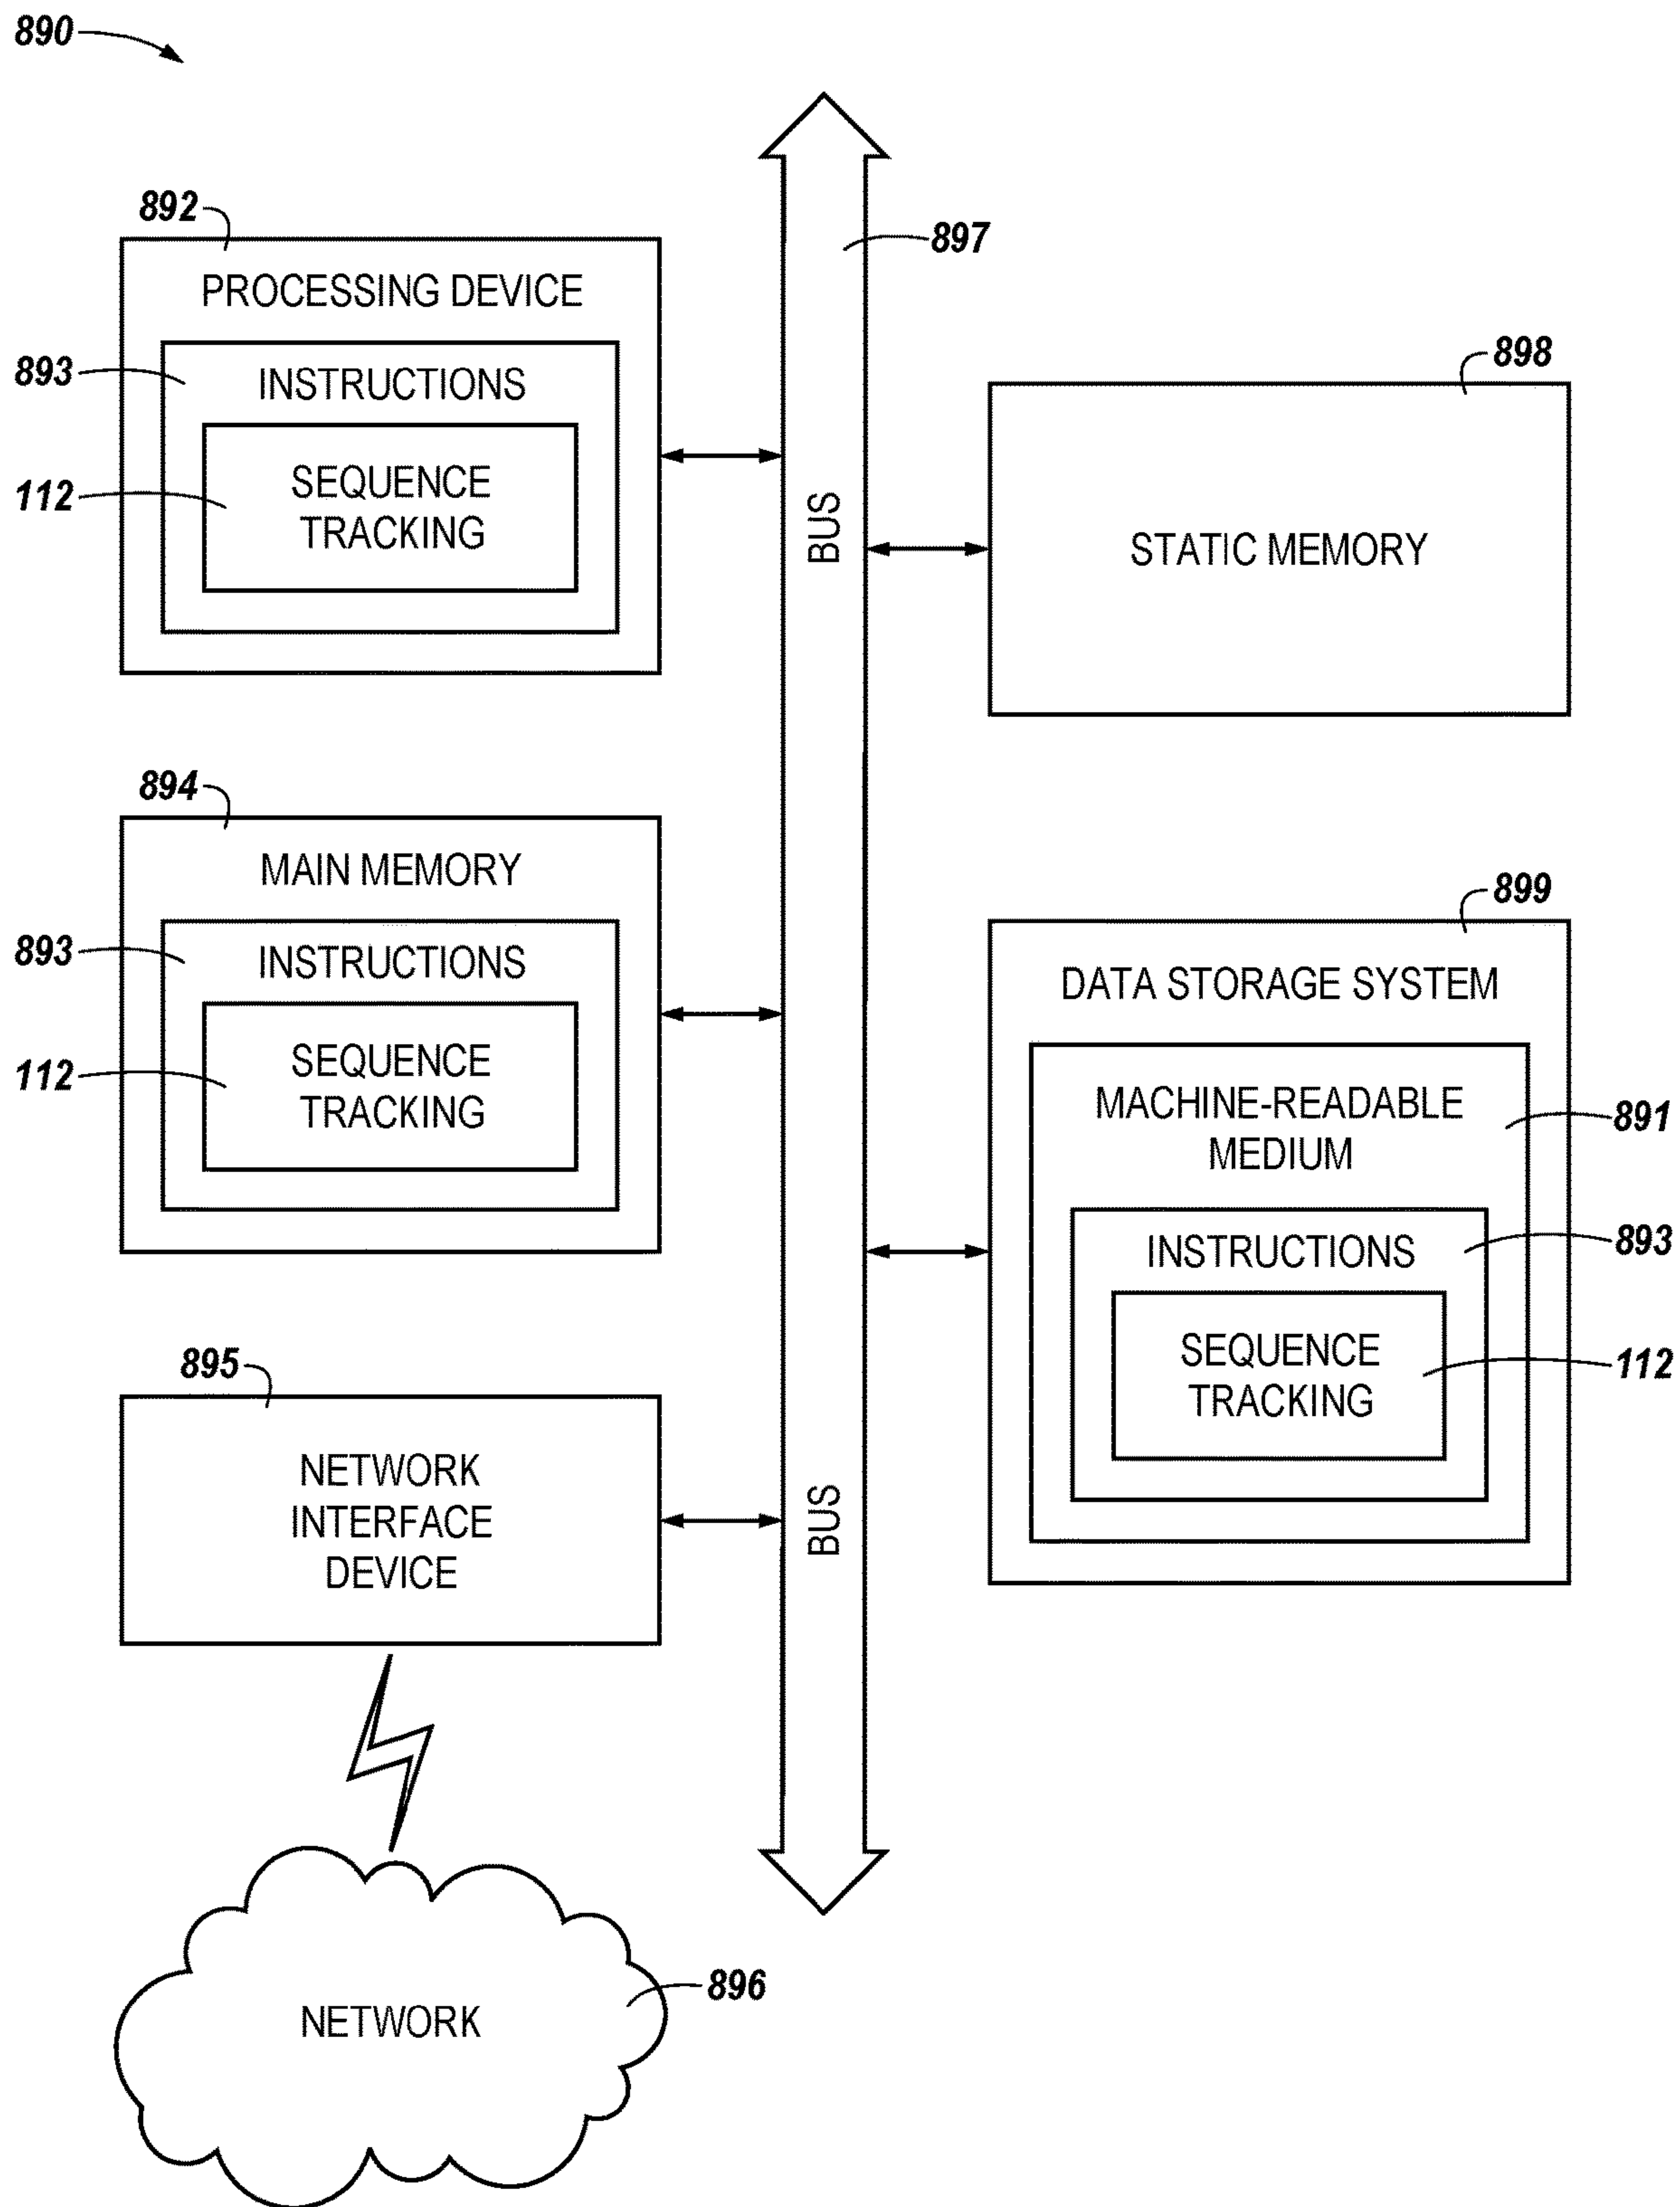 890
892
PROCESSING DEVICE
893
INSTRUCTIONS
112
SEQUENCE
TRACKING
894
MAIN MEMORY
893
INSTRUCTIONS
112
SEQUENCE
TRACKING
895
NETWORK
INTERFACE
DEVICE
NETWORK
896
897
BUS
BUS
898
STATIC MEMORY
899
DATA STORAGE SYSTEM
MACHINE-READABLE
MEDIUM
891
INSTRUCTIONS
893
SEQUENCE
TRACKING
112